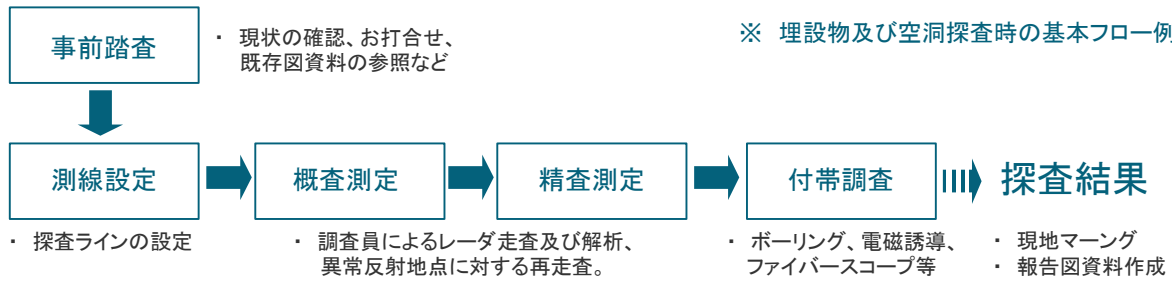 事前踏査
・ 現状の確認、お打合せ、
既存図資料の参照など
※ 埋設物及び空洞探査時の基本フロー例
測線設定
概査測定
精査測定
付帯調査
探査結果
・ 探査ラインの設定
・ 調査員によるレーダ走査及び解析、
異常反射地点に対する再走査。
・ ボーリング、電磁誘導、
ファイバースコープ等
・ 現地マーング
・ 報告図資料作成